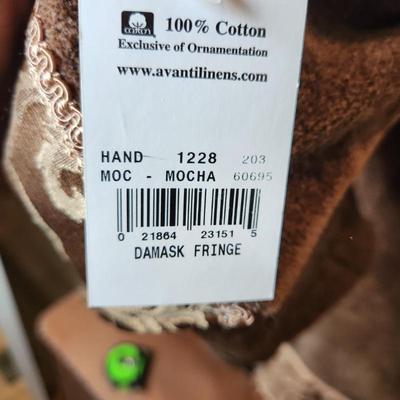 COTTON 100% Cotton
Exclusive of Ornamentation
www.avantilinens.com
HAND 1228 203
MOC - MOCHA 60695
0 21864 23151 5
DAMASK FRINGE